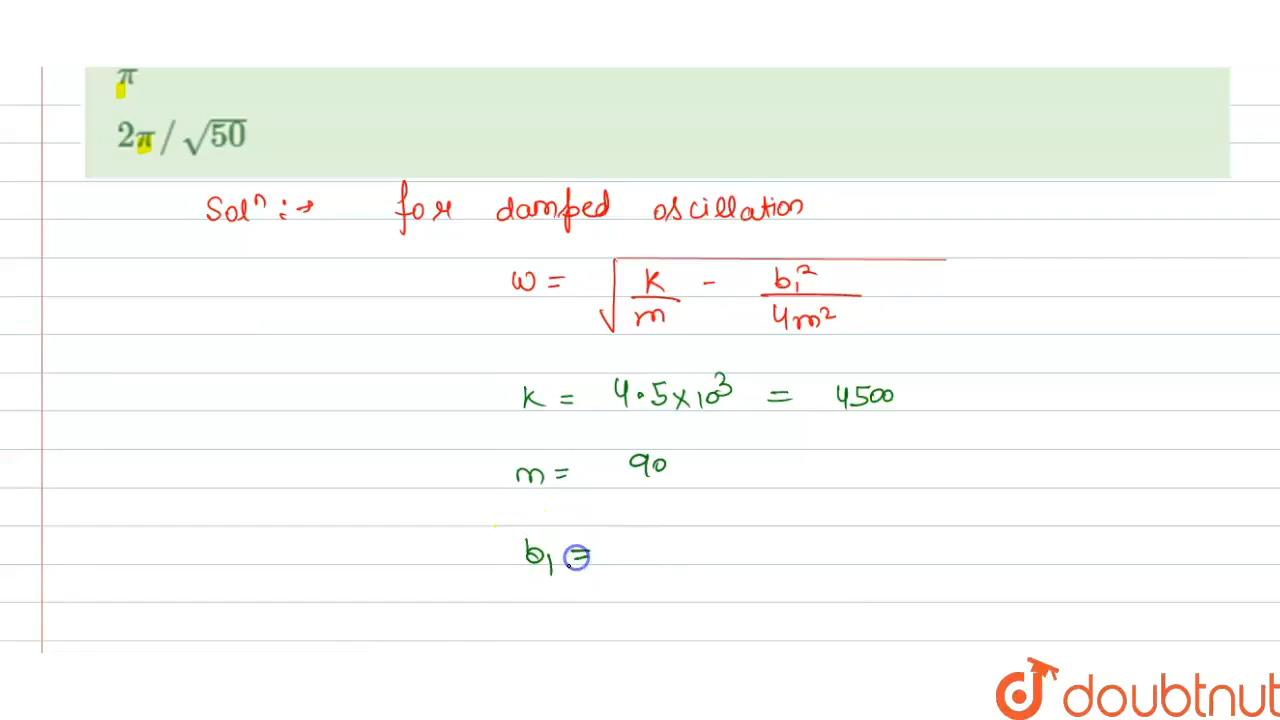 π
2π / √50
Solⁿ :→ for damped oscillation
ω = √(k/m - b₁²/4m²)
k = 4.5×10³ = 4500
m = 90
b₁ =
doubtnut